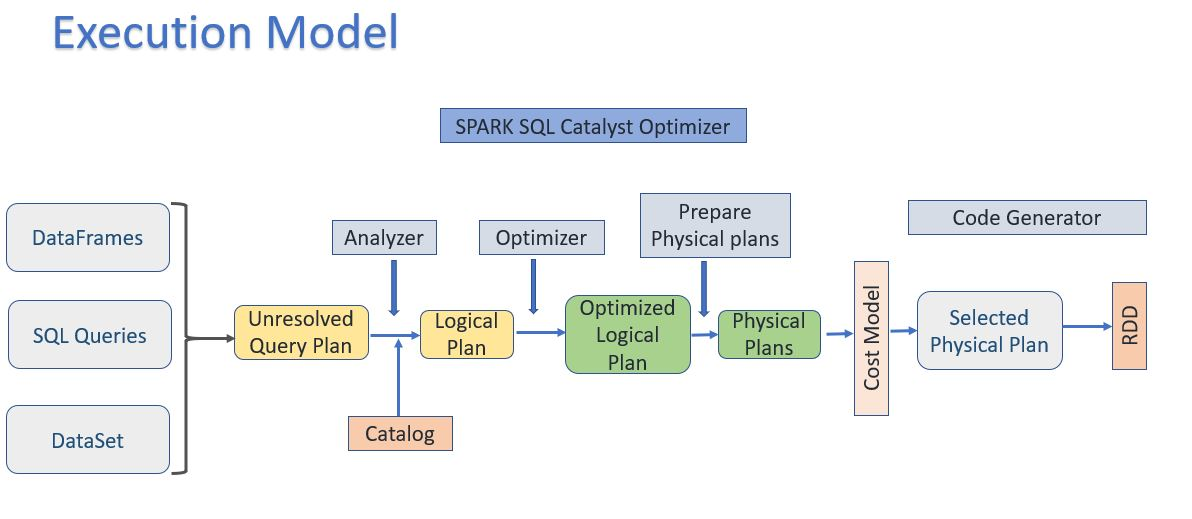 Execution Model
SPARK SQL Catalyst Optimizer
DataFrames
SQL Queries
DataSet
Unresolved
Query Plan
Analyzer
Catalog
Logical
Plan
Optimizer
Optimized
Logical
Plan
Prepare
Physical plans
Physical
Plans
Cost Model
Code Generator
Selected
Physical Plan
RDD